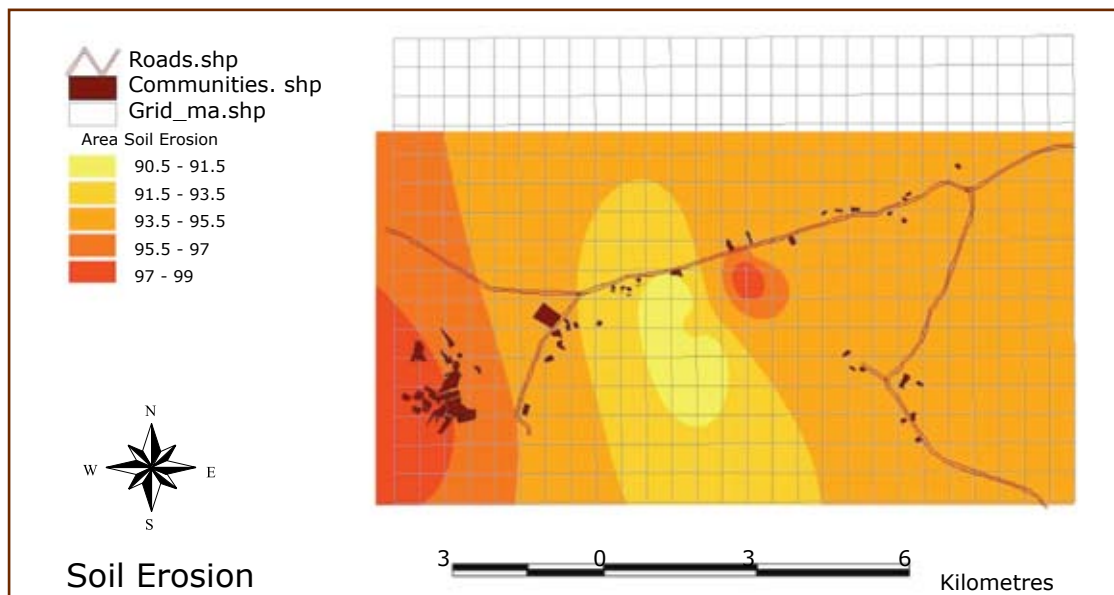 Roads.shp
Communities. shp
Grid_ma.shp
Area Soil Erosion
90.5 - 91.5
91.5 - 93.5
93.5 - 95.5
95.5 - 97
97 - 99
N
W E
S
Soil Erosion
3 0 3 6
Kilometres